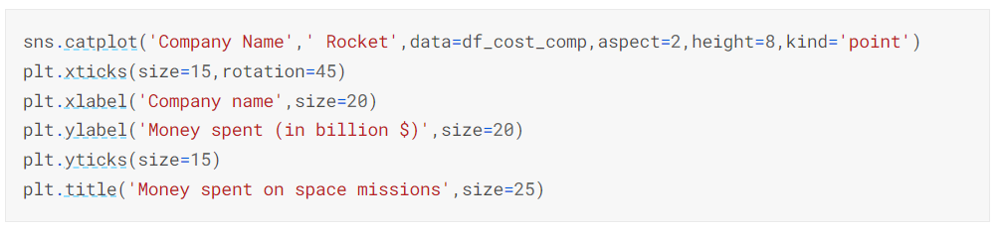 sns.catplot('Company Name',' Rocket',data=df_cost_comp,aspect=2,height=8,kind='point')
plt.xticks(size=15,rotation=45)
plt.xlabel('Company name',size=20)
plt.ylabel('Money spent (in billion $)',size=20)
plt.yticks(size=15)
plt.title('Money spent on space missions',size=25)